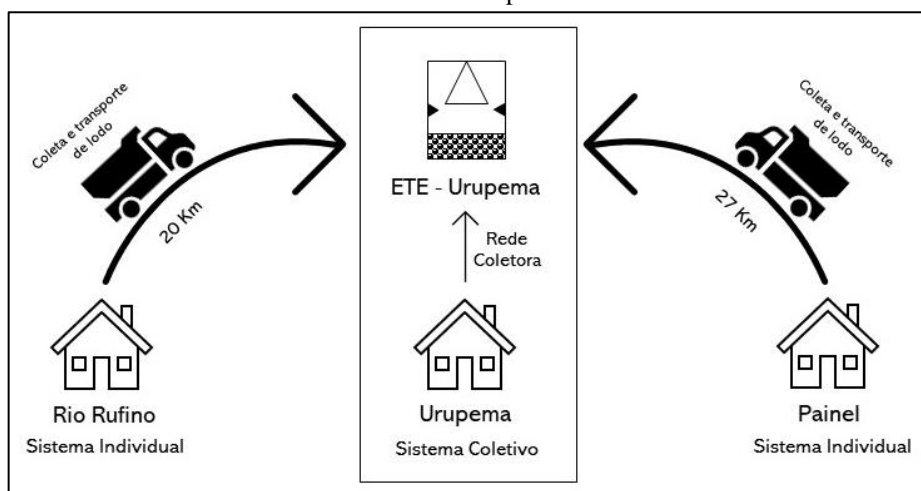 Coleta e transporte
de lodo
20 Km
Rio Rufino
Sistema Individual
ETE - Urupema
Rede
Coletora
Urupema
Sistema Coletivo
Coleta e transporte
de lodo
27 Km
Painel
Sistema Individual